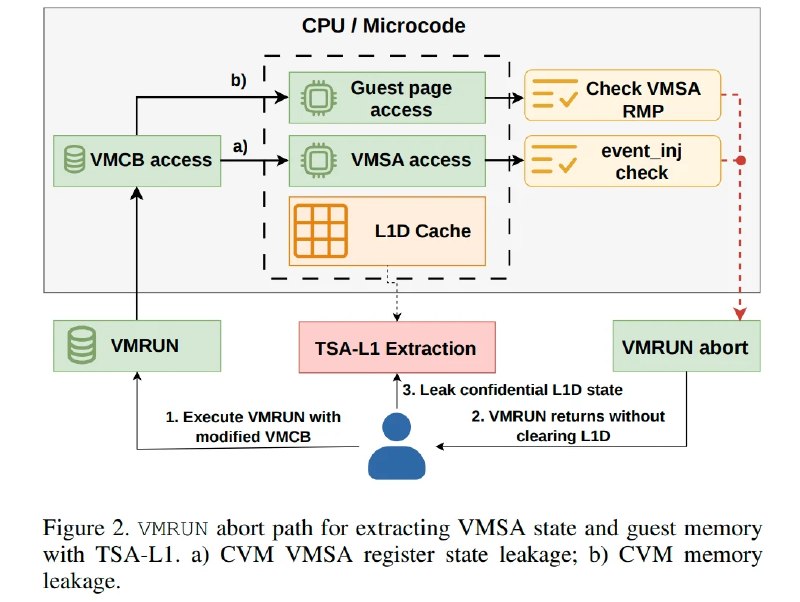 CPU / Microcode
b)
Guest page
access
Check VMSA
RMP
VMCB access
a)
VMSA access
event_inj
check
L1D Cache
VMRUN
TSA-L1 Extraction
VMRUN abort
3. Leak confidential L1D state
1. Execute VMRUN with
modified VMCB
2. VMRUN returns without
clearing L1D
Figure 2. VMRUN abort path for extracting VMSA state and guest memory
with TSA-L1. a) CVM VMSA register state leakage; b) CVM memory
leakage.